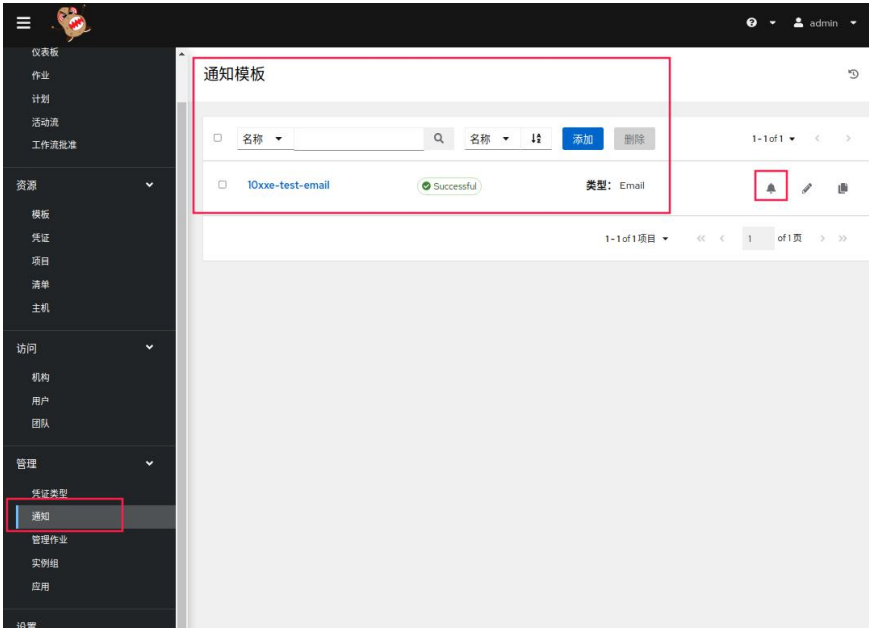 admin
仪表板
作业
计划
活动流
工作流批准
资源
模板
凭证
项目
清单
主机
访问
机构
用户
团队
管理
凭证类型
通知
管理作业
实例组
应用
设置
通知模板
名称 名称 添加 删除 1-1 of 1
10xxe-test-email Successful 类型： Email
1-1 of 1 项目 1 of 1 页